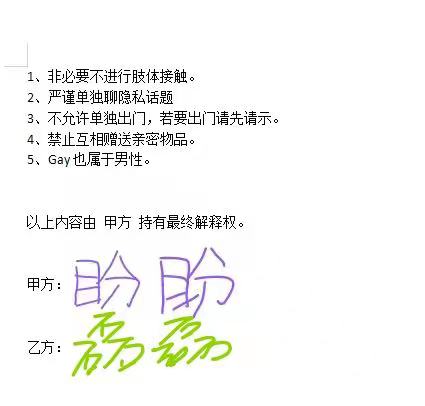 1、非必要不进行肢体接触。
2、严谨单独聊隐私话题
3、不允许单独出门，若要出门请先请示。
4、禁止互相赠送亲密物品。
5、Gay也属于男性。
以上内容由 甲方 持有最终解释权。
甲方：盼盼
乙方：磊磊